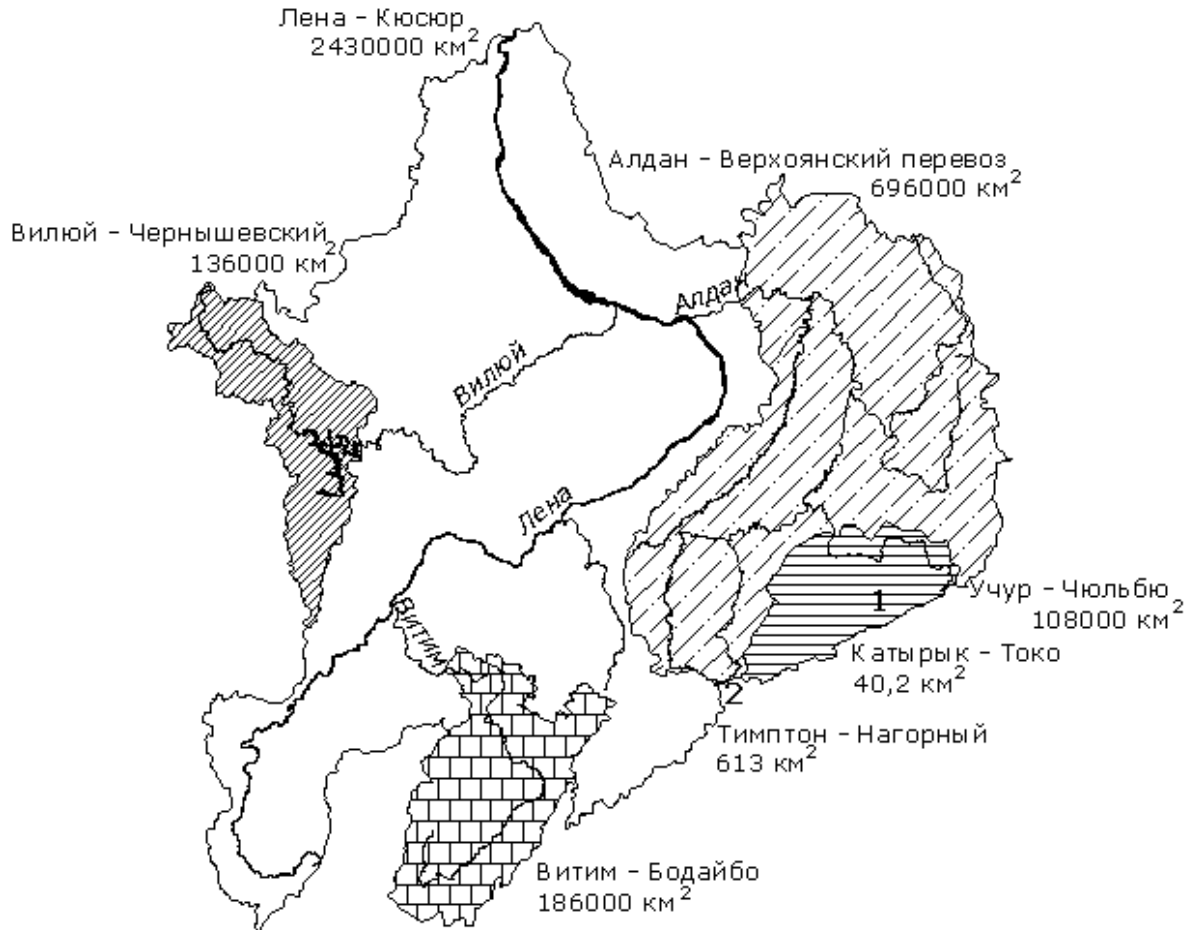 Лена - Кюсюр
2430000 км²
Алдан - Верхоянский перевоз
696000 км²
Вилюй - Чернышевский
136000 км²
Алдан
Вилюй
Лена
Витим
1
Учур - Чюльбю
108000 км²
Катырык - Токо
40,2 км²
2
Тимптон - Нагорный
613 км²
Витим - Бодайбо
186000 км²